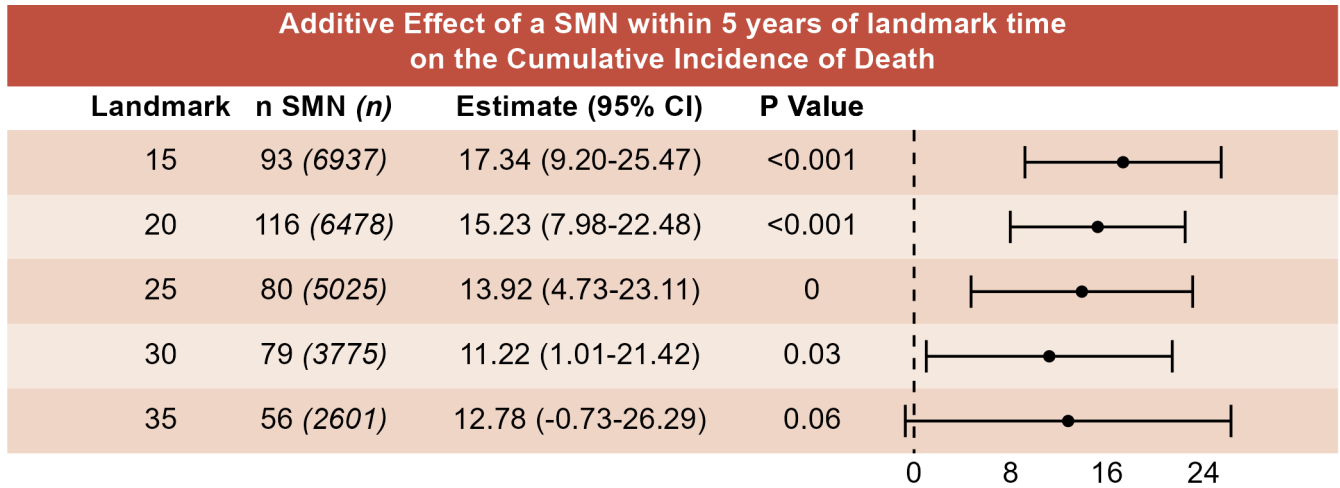 Additive Effect of a SMN within 5 years of landmark time
on the Cumulative Incidence of Death
Landmark n SMN (n) Estimate (95% CI) P Value
15 93 (6937) 17.34 (9.20-25.47) <0.001
20 116 (6478) 15.23 (7.98-22.48) <0.001
25 80 (5025) 13.92 (4.73-23.11) 0
30 79 (3775) 11.22 (1.01-21.42) 0.03
35 56 (2601) 12.78 (-0.73-26.29) 0.06
0 8 16 24